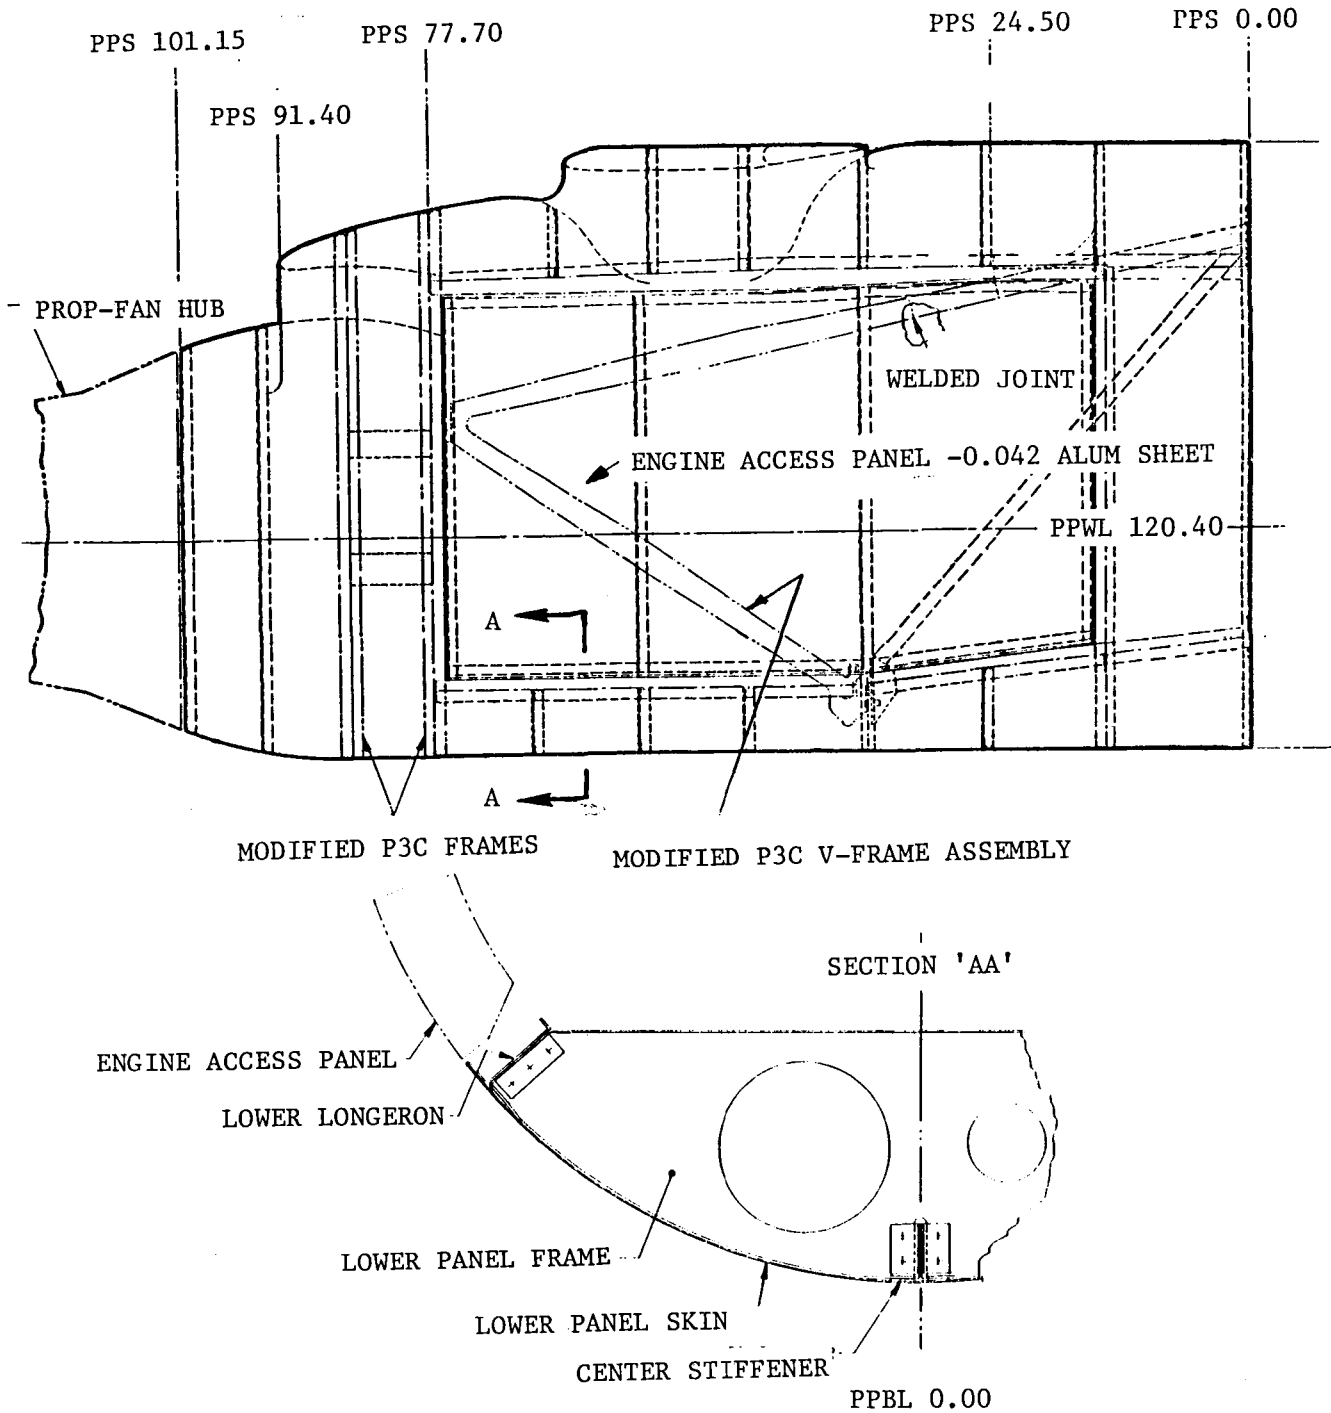 PPS 101.15
PPS 77.70
PPS 24.50
PPS 0.00
PPS 91.40
PROP-FAN HUB
WELDED JOINT
ENGINE ACCESS PANEL -0.042 ALUM SHEET
PPWL 120.40
A
A
MODIFIED P3C FRAMES
MODIFIED P3C V-FRAME ASSEMBLY
SECTION 'AA'
ENGINE ACCESS PANEL
LOWER LONGERON
LOWER PANEL FRAME
LOWER PANEL SKIN
CENTER STIFFENER
PPBL 0.00